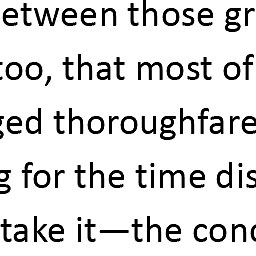 etween those gr
too, that most of
ged thoroughfare
g for the time dis
take it—the conc